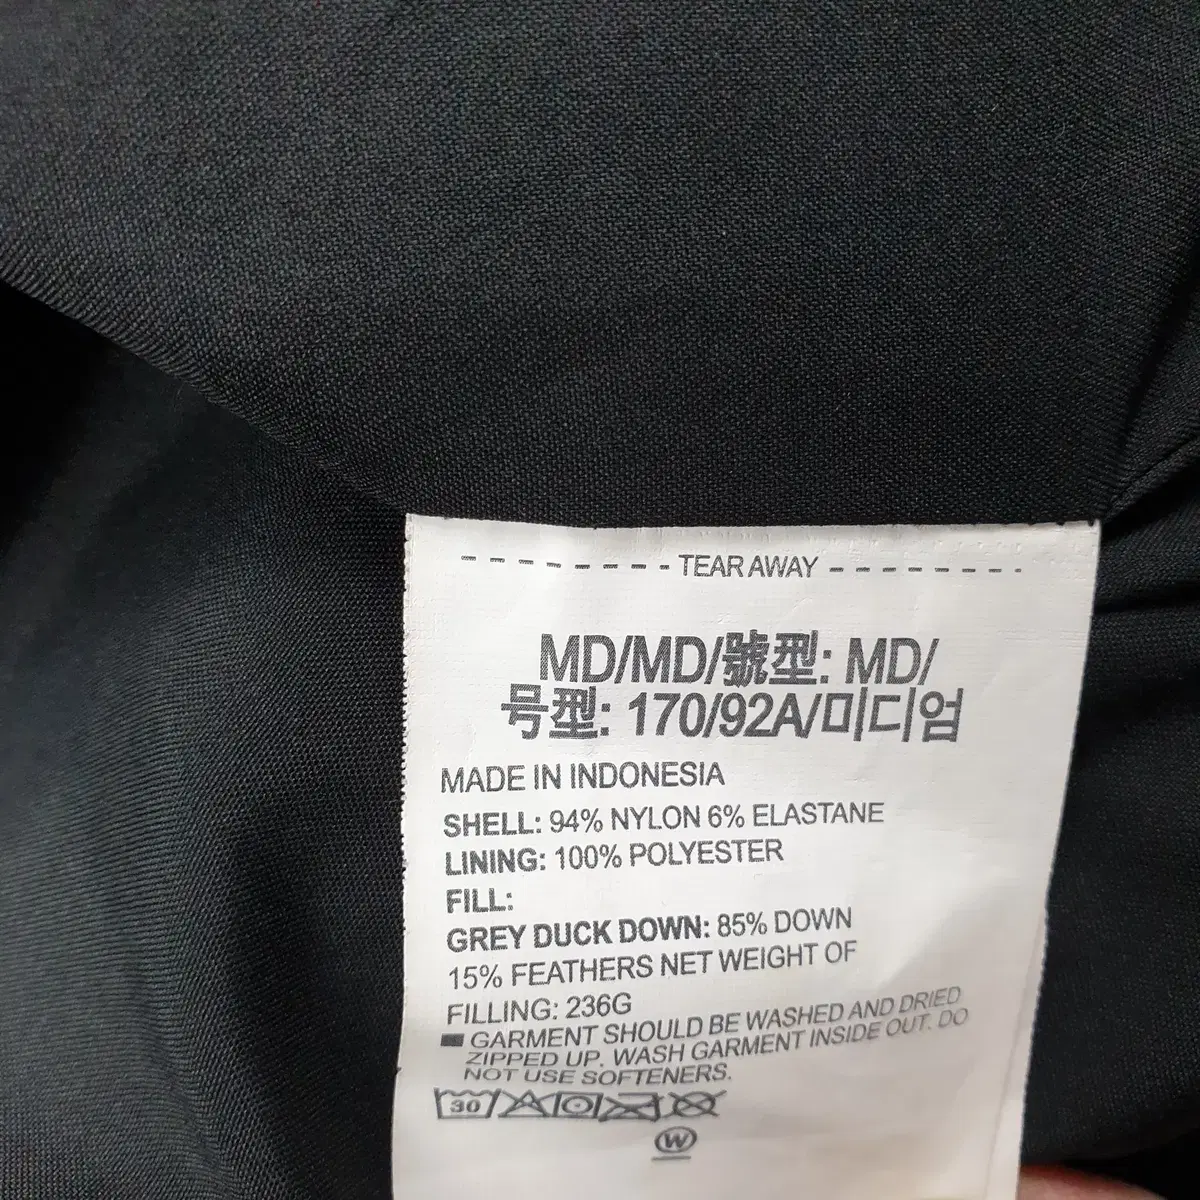 TEAR AWAY
MD/MD/號型: MD/
号型: 170/92A/미디엄
MADE IN INDONESIA
SHELL: 94% NYLON 6% ELASTANE
LINING: 100% POLYESTER
FILL:
GREY DUCK DOWN: 85% DOWN
15% FEATHERS NET WEIGHT OF
FILLING: 236G
GARMENT SHOULD BE WASHED AND DRIED
ZIPPED UP. WASH GARMENT INSIDE OUT. DO
NOT USE SOFTENERS.
30
W